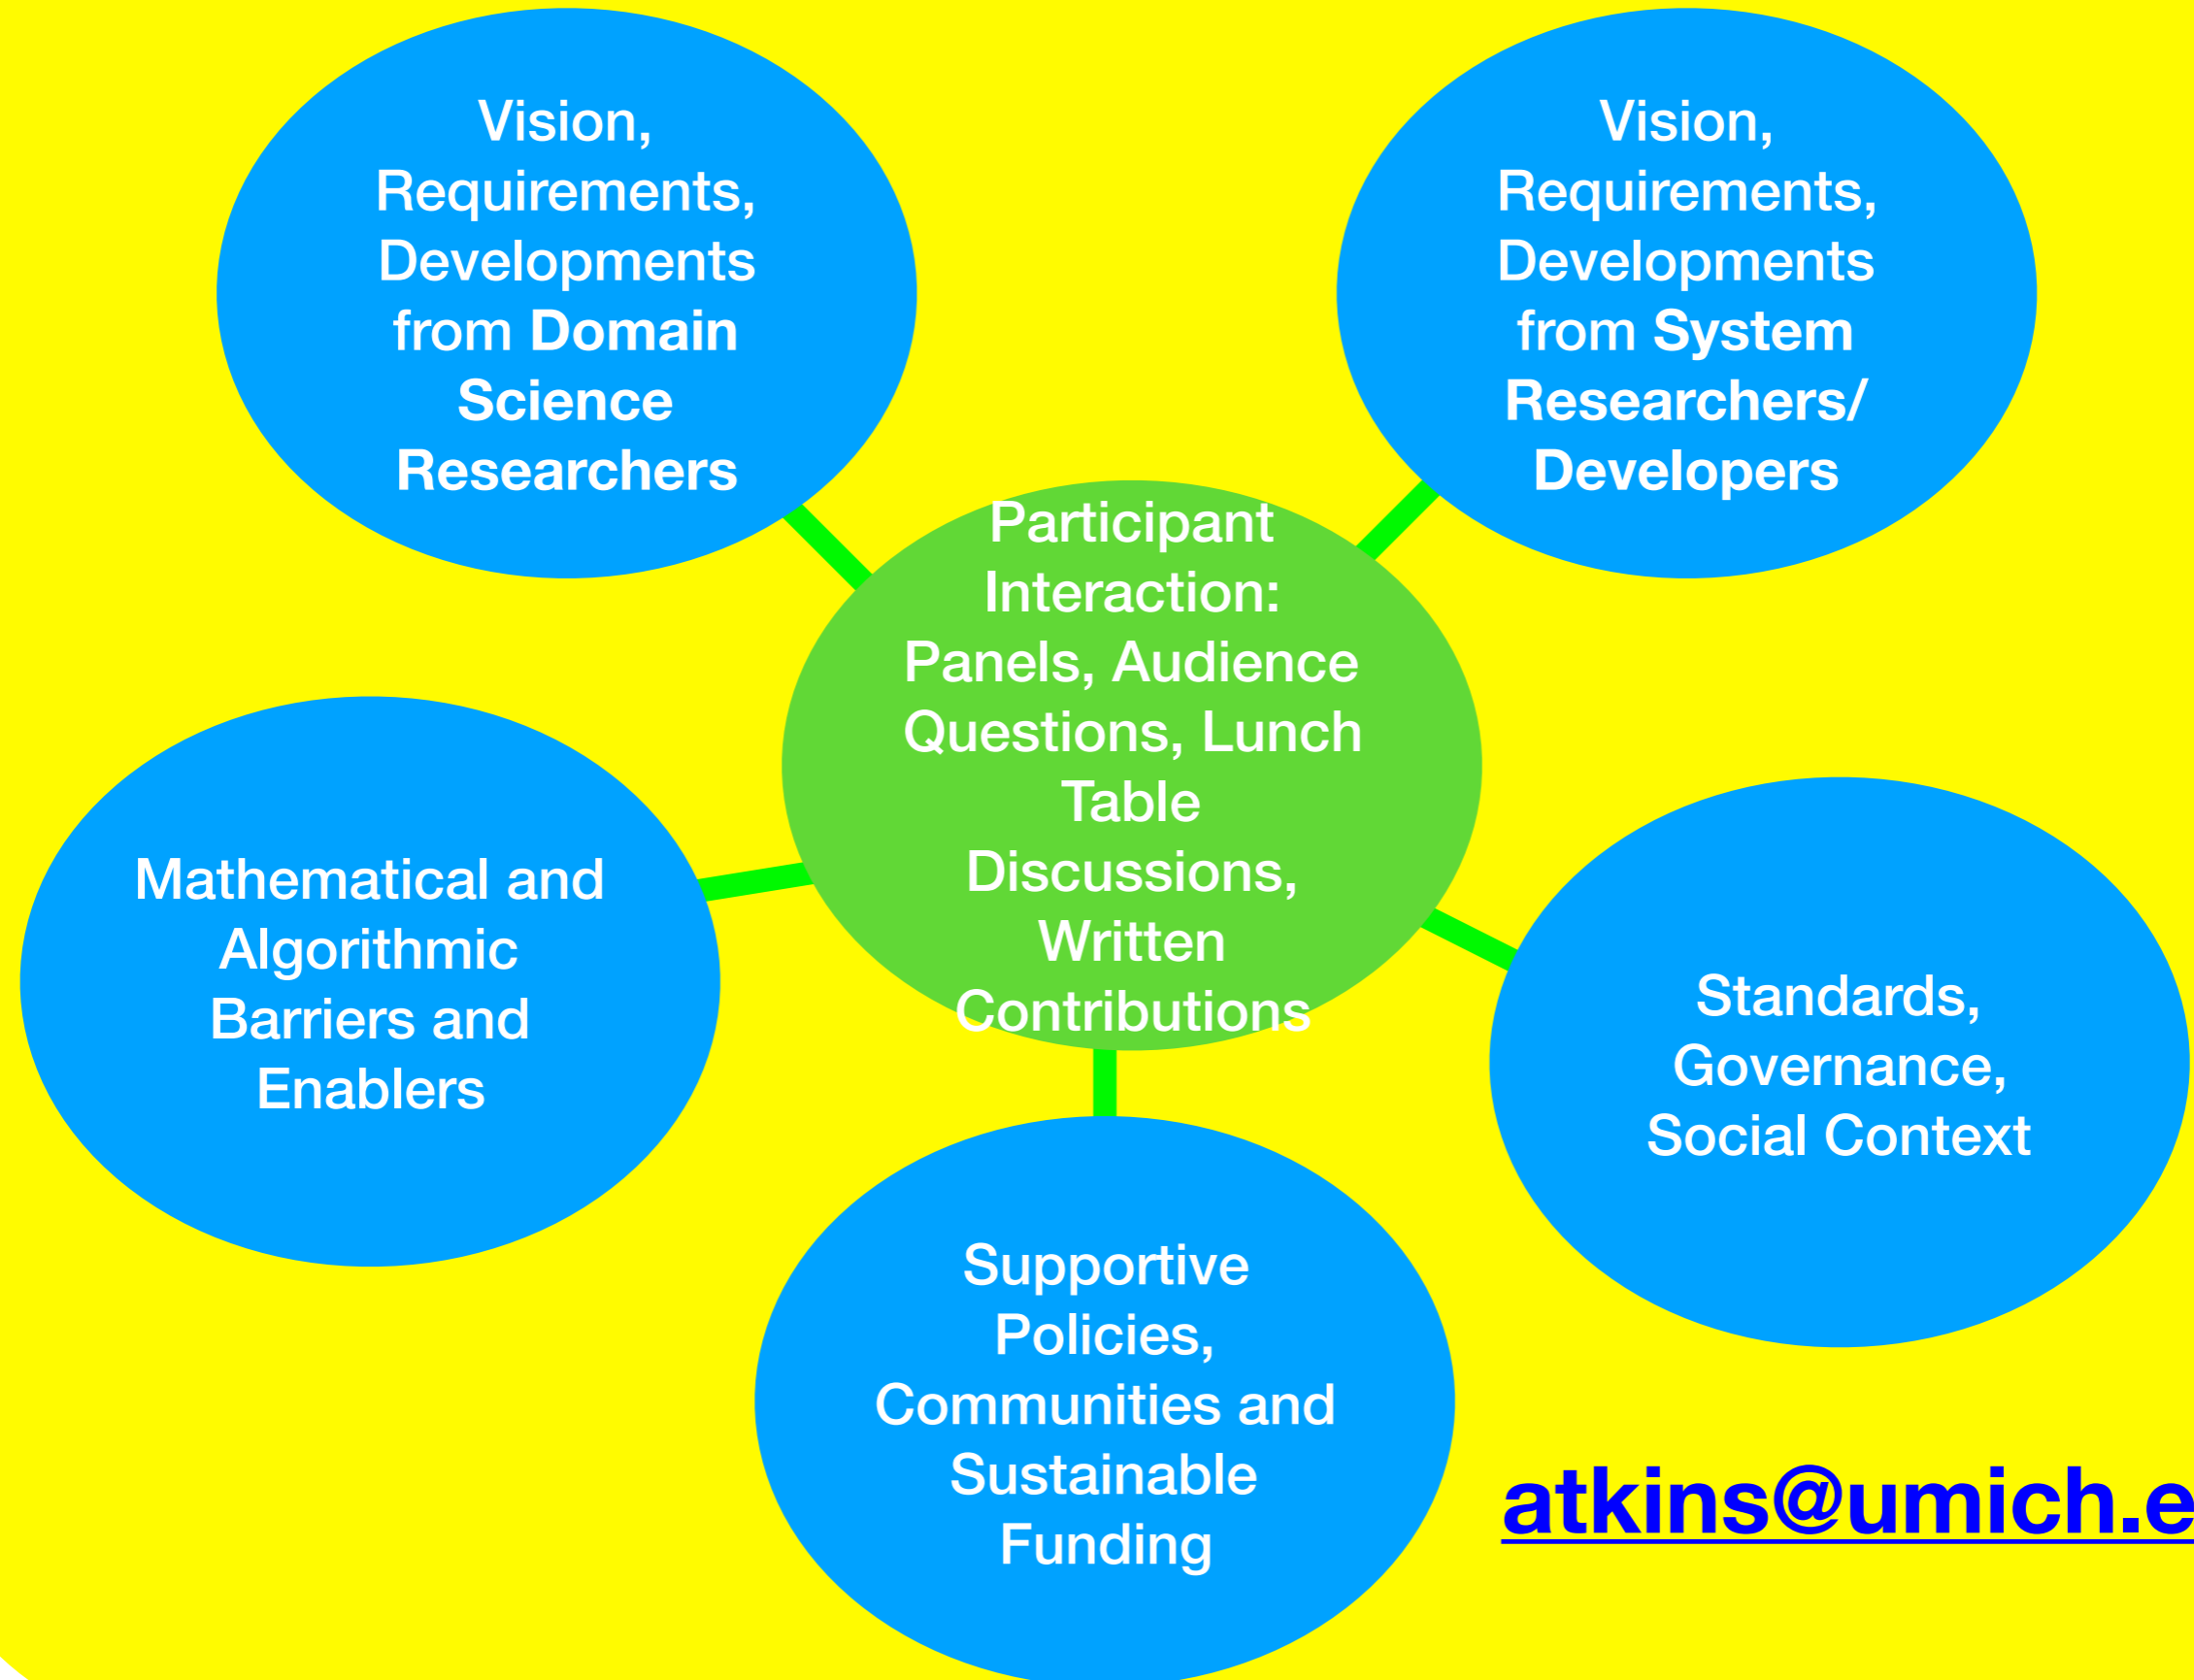 Vision,
Requirements,
Developments
from Domain
Science
Researchers
Vision,
Requirements,
Developments
from System
Researchers/
Developers
Participant
Interaction:
Panels, Audience
Questions, Lunch
Table
Discussions,
Written
Contributions
Mathematical and
Algorithmic
Barriers and
Enablers
Standards,
Governance,
Social Context
Supportive
Policies,
Communities and
Sustainable
Funding
atkins@umich.e